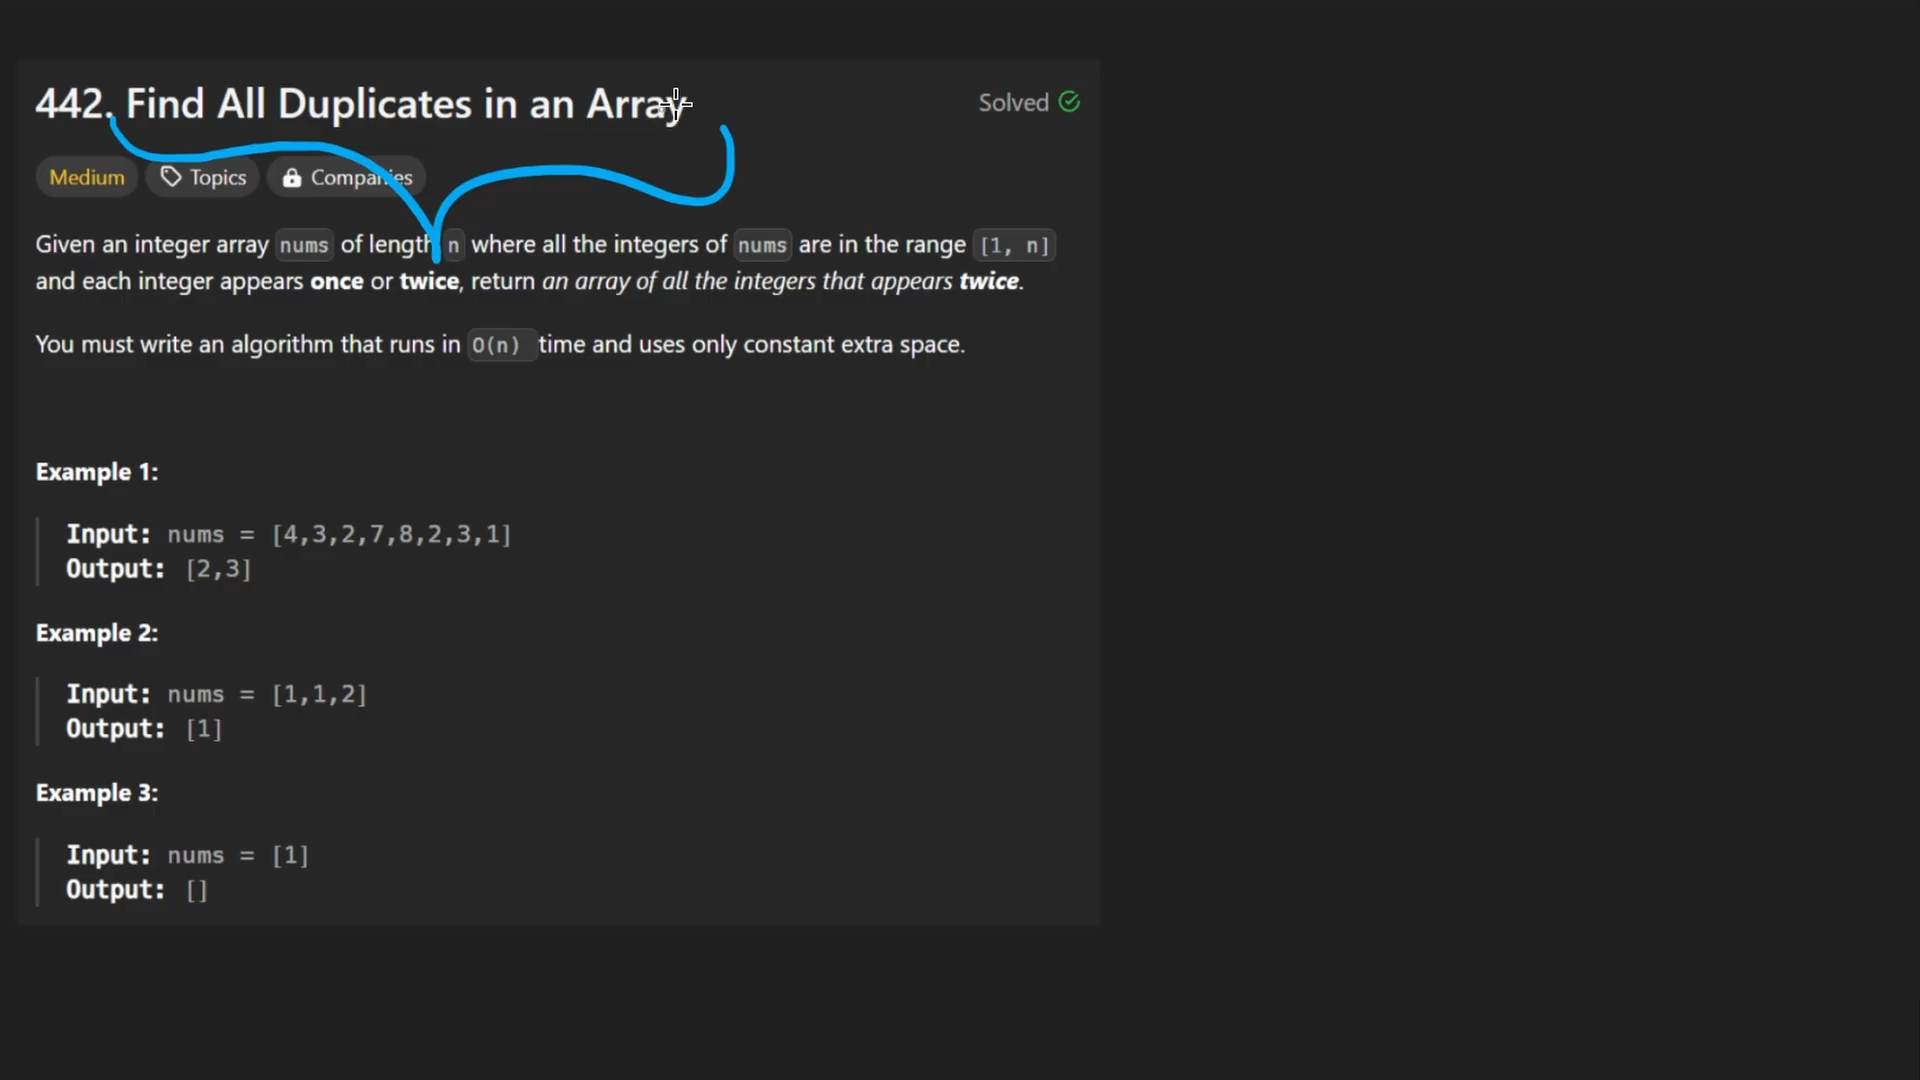 442. Find All Duplicates in an Array
Solved
Medium Topics Companies
Given an integer array nums of length n where all the integers of nums are in the range [1, n]
and each integer appears once or twice, return an array of all the integers that appears twice.
You must write an algorithm that runs in O(n) time and uses only constant extra space.
Example 1:
Input: nums = [4,3,2,7,8,2,3,1]
Output: [2,3]
Example 2:
Input: nums = [1,1,2]
Output: [1]
Example 3:
Input: nums = [1]
Output: []